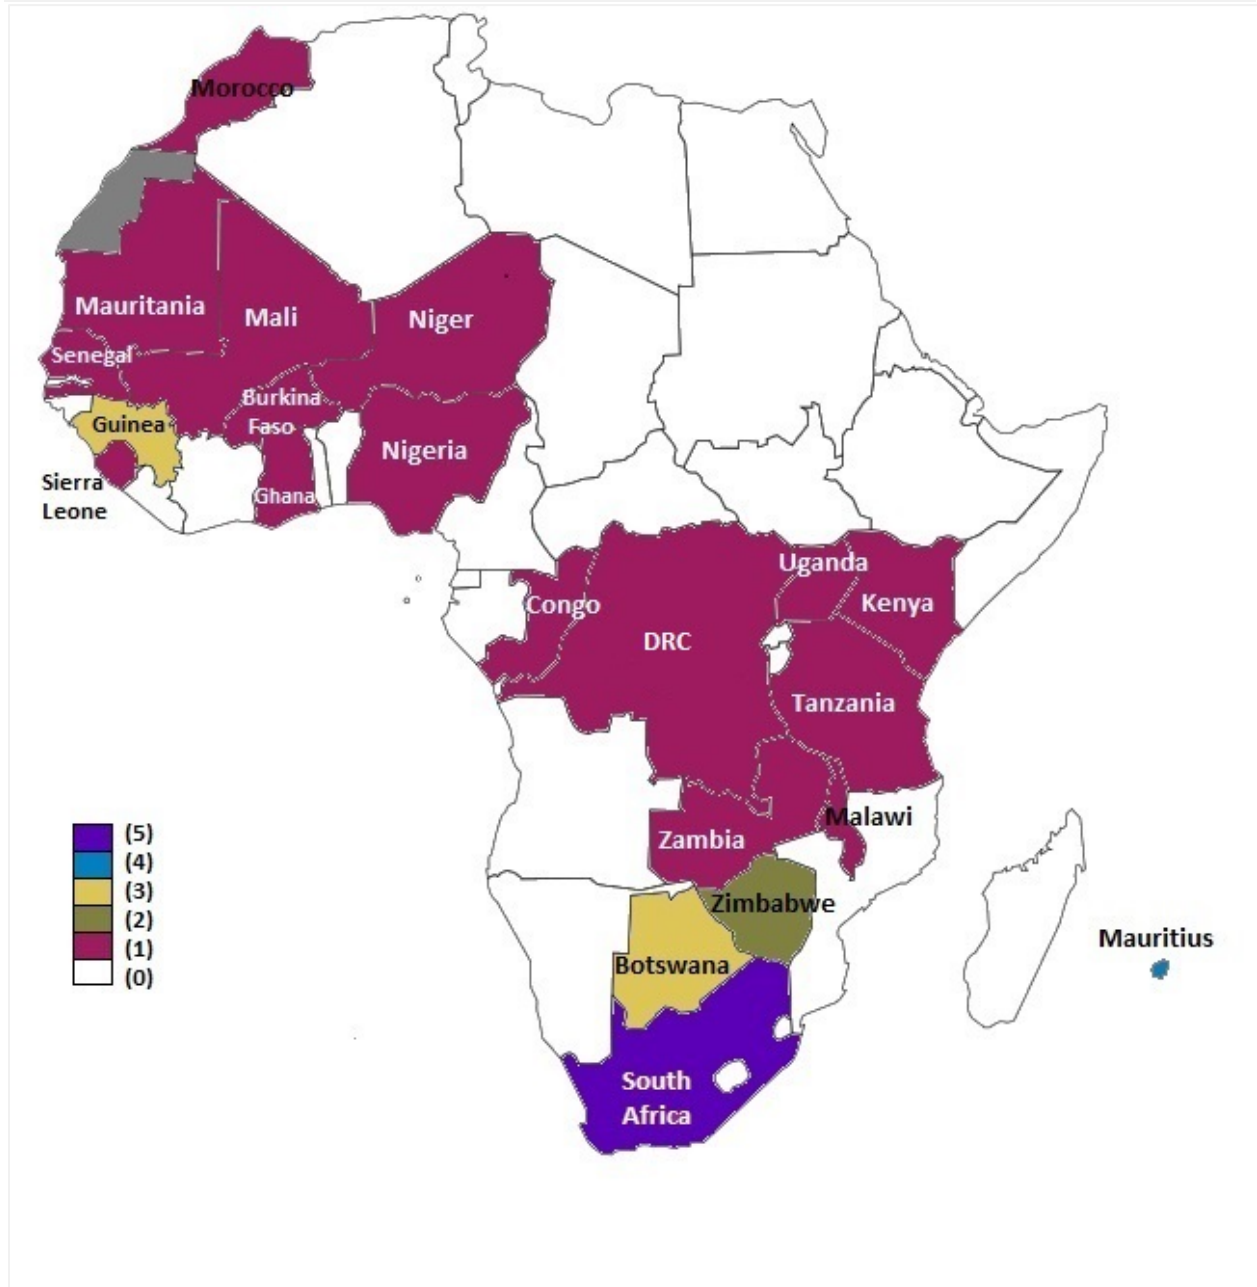 Morocco
Mauritania
Mali
Niger
Senegal
Burkina
Faso
Guinea
Nigeria
Sierra
Leone
Ghana
Uganda
Congo
Kenya
DRC
Tanzania
Malawi
Zambia
Zimbabwe
Botswana
Mauritius
South
Africa
(5)
(4)
(3)
(2)
(1)
(0)